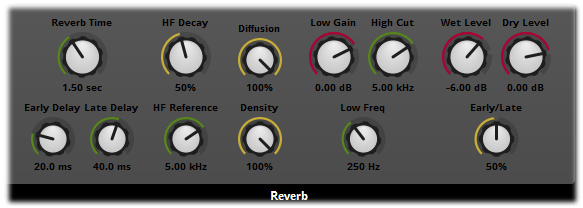 Reverb Time HF Decay Diffusion Low Gain High Cut Wet Level Dry Level
1.50 sec 50% 100% 0.00 dB 5.00 kHz -6.00 dB 0.00 dB
Early Delay Late Delay HF Reference Density Low Freq Early/Late
20.0 ms 40.0 ms 5.00 kHz 100% 250 Hz 50%
Reverb